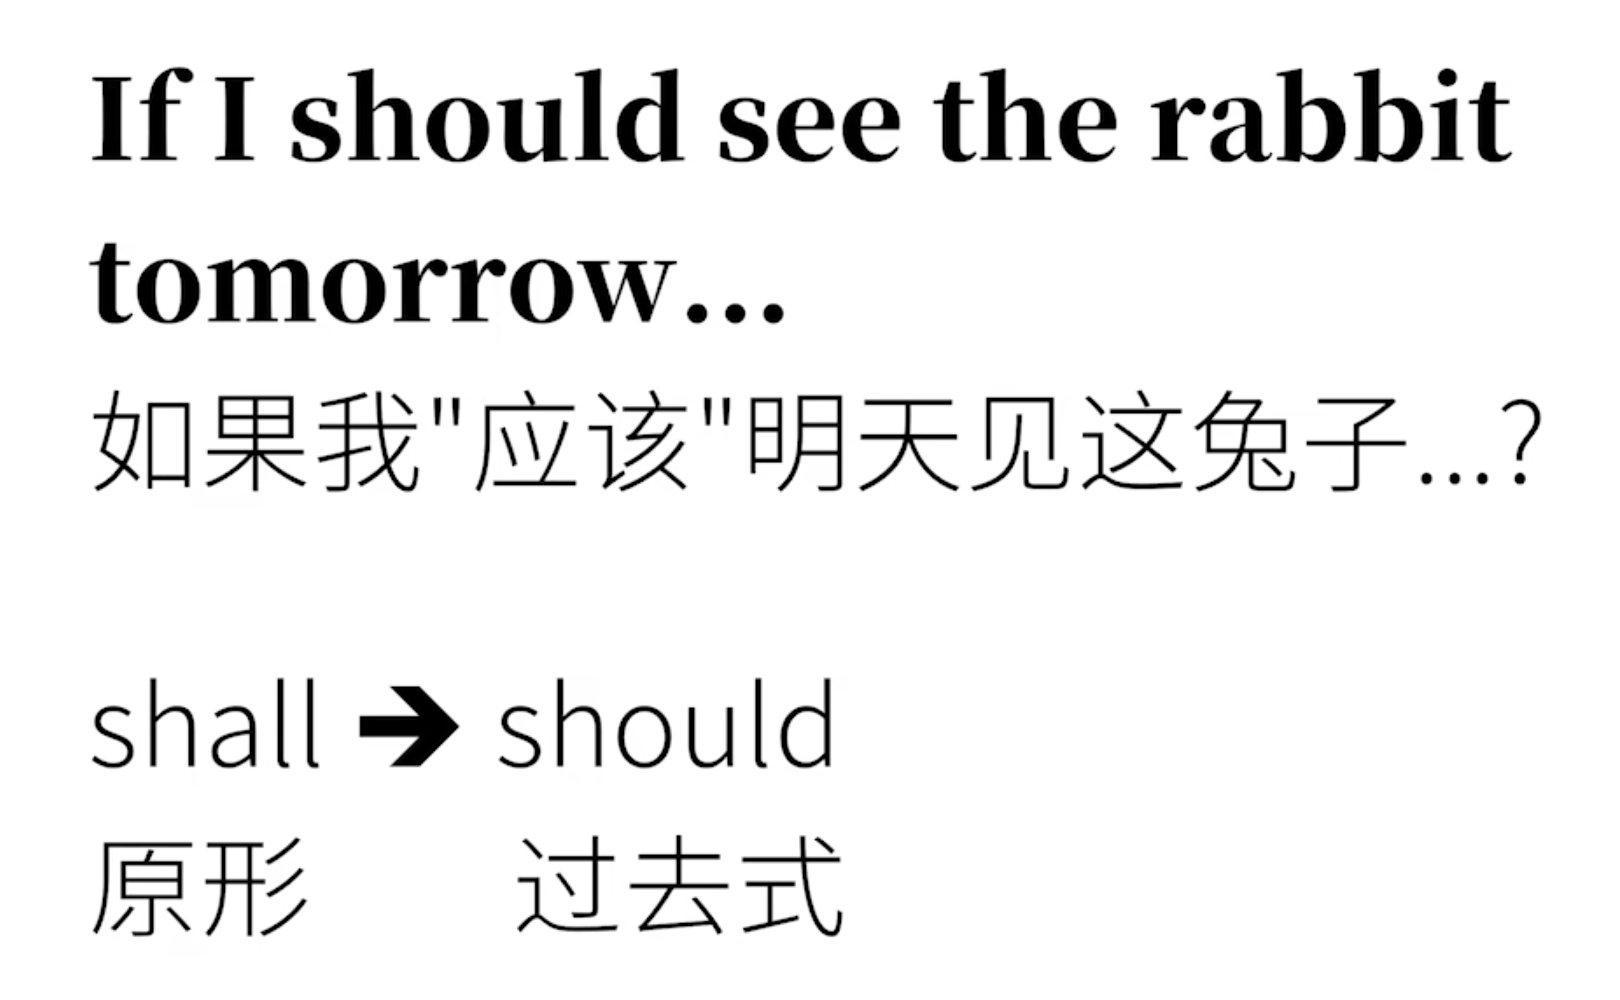 If I should see the rabbit
tomorrow...
如果我"应该"明天见这兔子...?
shall ➔ should
原形 过去式